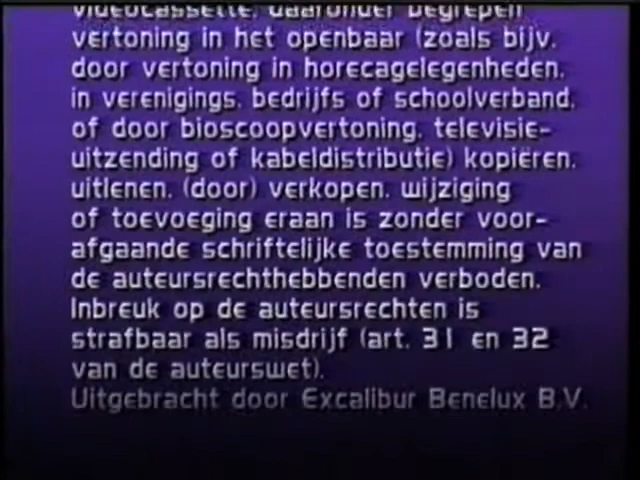 videocassette, daaronder begrepen
vertoning in het openbaar (zoals bijv.
door vertoning in horecagelegenheden,
in verenigings, bedrijfs of schoolverband,
of door bioscoopvertoning, televisie-
uitzending of kabeldistributie) kopiëren,
uitlenen, (door) verkopen, wijziging
of toevoeging eraan is zonder voor-
afgaande schriftelijke toestemming van
de auteursrechthebbenden verboden.
Inbreuk op de auteursrechten is
strafbaar als misdrijf (art. 31 en 32
van de auteurswet).
Uitgebracht door Excalibur Benelux B.V.